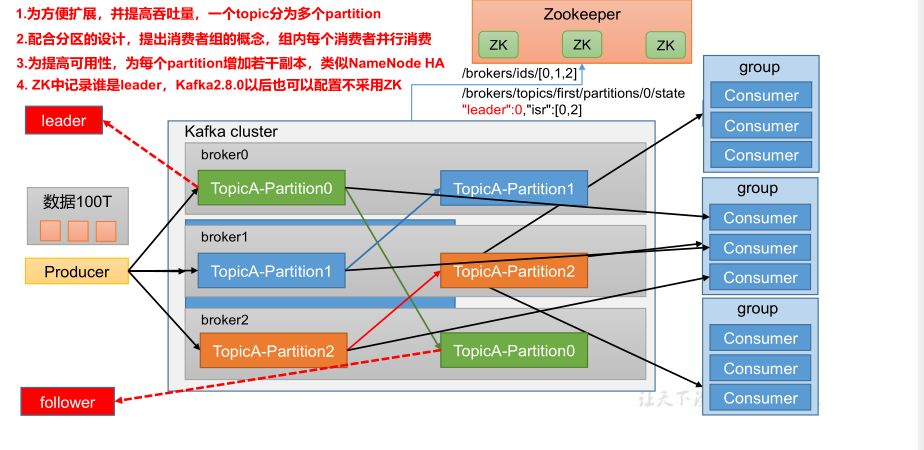 1.为方便扩展，并提高吞吐量，一个topic分为多个partition
2.配合分区的设计，提出消费者组的概念，组内每个消费者并行消费
3.为提高可用性，为每个partition增加若干副本，类似NameNode HA
4. ZK中记录谁是leader，Kafka2.8.0以后也可以配置不采用ZK
Zookeeper
ZK
ZK
ZK
/brokers/ids/[0,1,2]
/brokers/topics/first/partitions/0/state
"leader":0,"isr":[0,2]
leader
Kafka cluster
broker0
TopicA-Partition0
TopicA-Partition1
数据100T
Producer
broker1
TopicA-Partition1
TopicA-Partition2
broker2
TopicA-Partition2
TopicA-Partition0
follower
group
Consumer
Consumer
Consumer
group
Consumer
Consumer
Consumer
group
Consumer
Consumer
Consumer
让天下